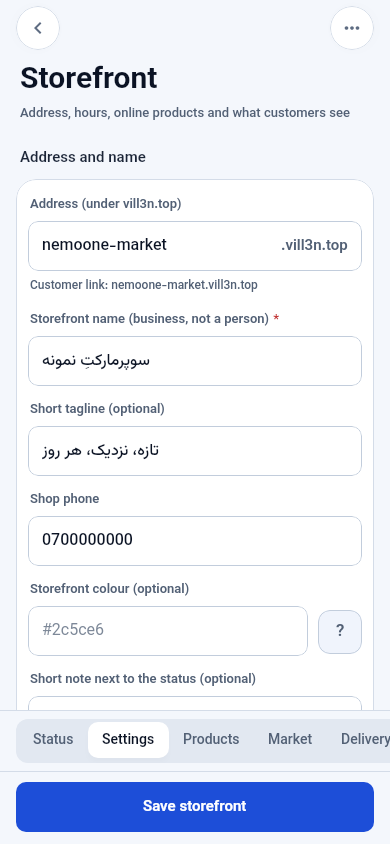 Storefront
Address, hours, online products and what customers see
Address and name
Address (under vill3n.top)
nemoone-market .vill3n.top
Customer link: nemoone-market.vill3n.top
Storefront name (business, not a person) *
سوپرمارکتِ نمونه
Short tagline (optional)
تازه، نزدیک، هر روز
Shop phone
0700000000
Storefront colour (optional)
#2c5ce6 ?
Short note next to the status (optional)
Status Settings Products Market Delivery
Save storefront